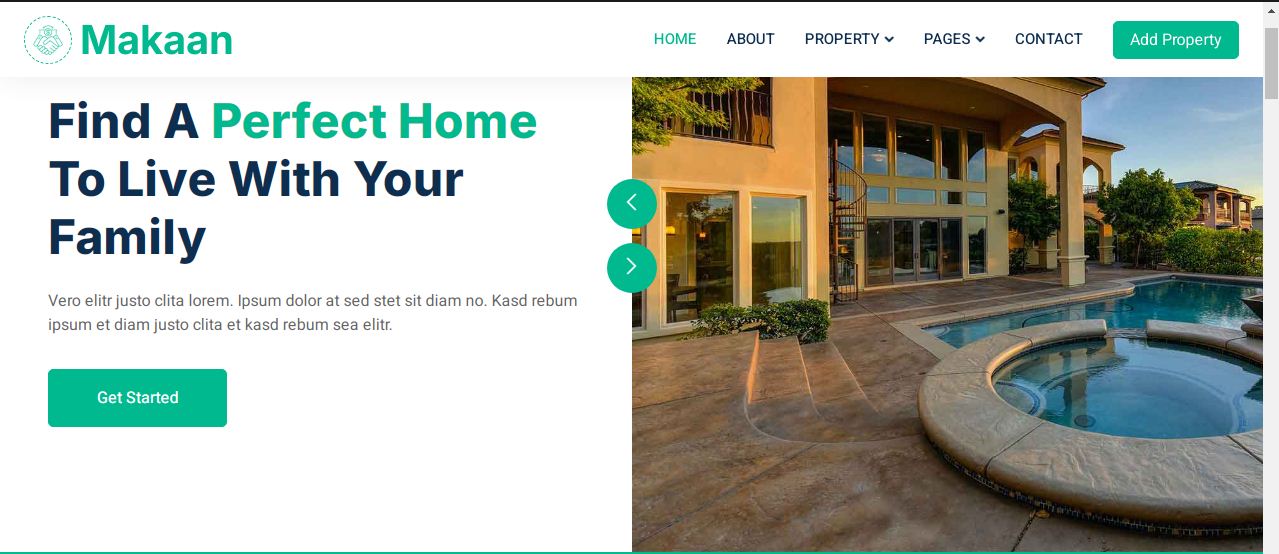 Makaan
HOME ABOUT PROPERTY PAGES CONTACT Add Property
Find A Perfect Home
To Live With Your
Family
Vero elitr justo clita lorem. Ipsum dolor at sed stet sit diam no. Kasd rebum
ipsum et diam justo clita et kasd rebum sea elitr.
Get Started